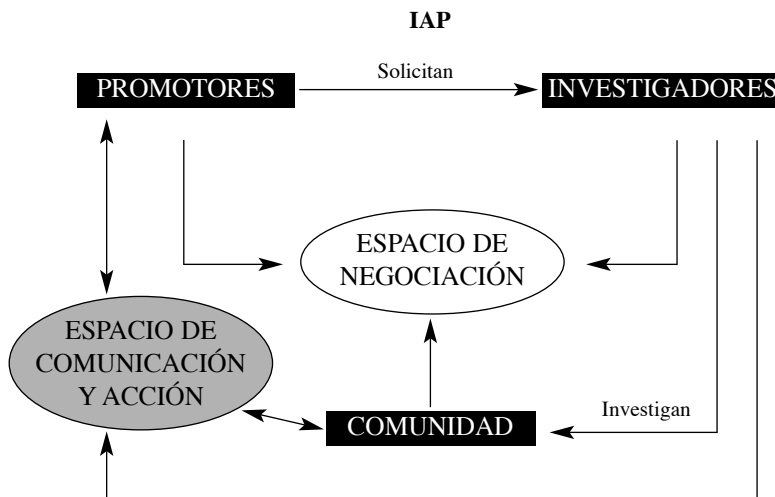 IAP
Solicitan
PROMOTORES
INVESTIGADORES
ESPACIO DE
NEGOCIACIÓN
ESPACIO DE
COMUNICACIÓN
Y ACCIÓN
Investigan
COMUNIDAD